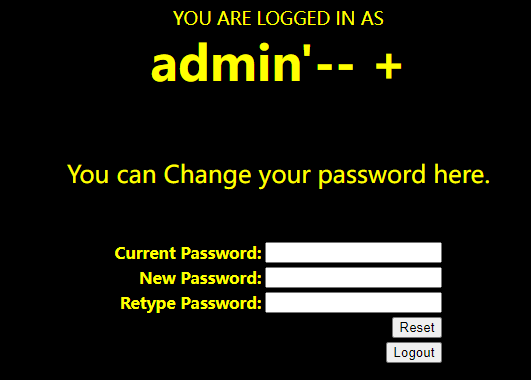 YOU ARE LOGGED IN AS
admin'-- +
You can Change your password here.
Current Password:
New Password:
Retype Password:
Reset
Logout